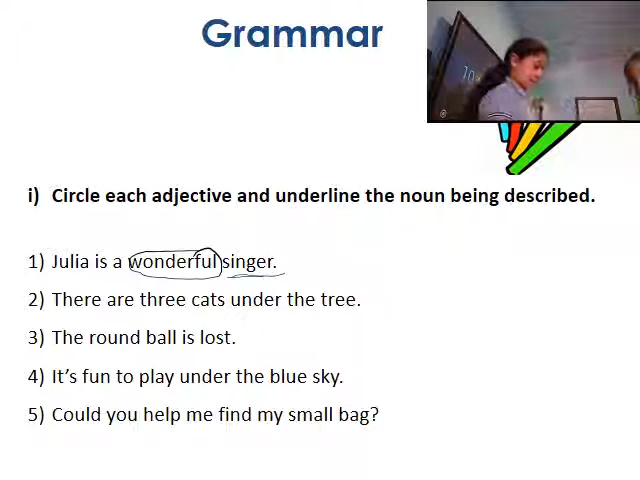 Grammar
i) Circle each adjective and underline the noun being described.
1) Julia is a wonderful singer.
2) There are three cats under the tree.
3) The round ball is lost.
4) It's fun to play under the blue sky.
5) Could you help me find my small bag?